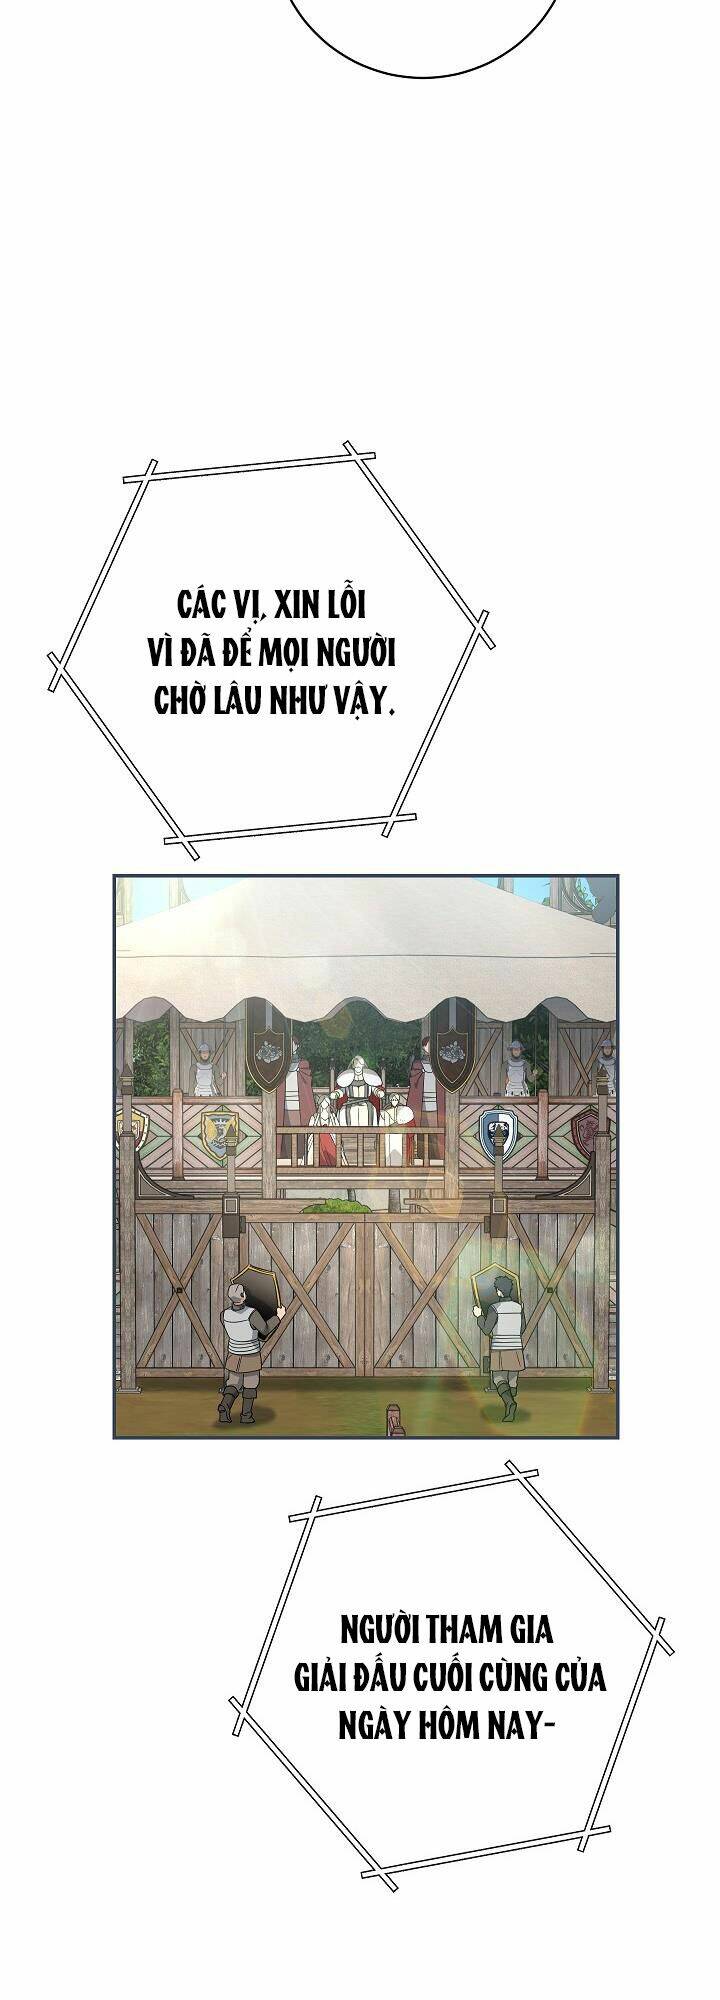 CÁC VỊ, XIN LỖI
VÌ ĐÃ ĐỂ MỌI NGƯỜI
CHỜ LÂU NHƯ VẬY.
NGƯỜI THAM GIA
GIẢI ĐẤU CUỐI CÙNG CỦA
NGÀY HÔM NAY-